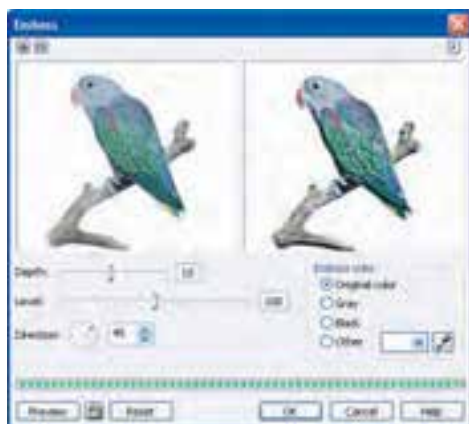 Emboss
Depth: 10
Level: 100
Direction: 45
Emboss color
Original color
Gray
Black
Other
Preview Reset OK Cancel Help